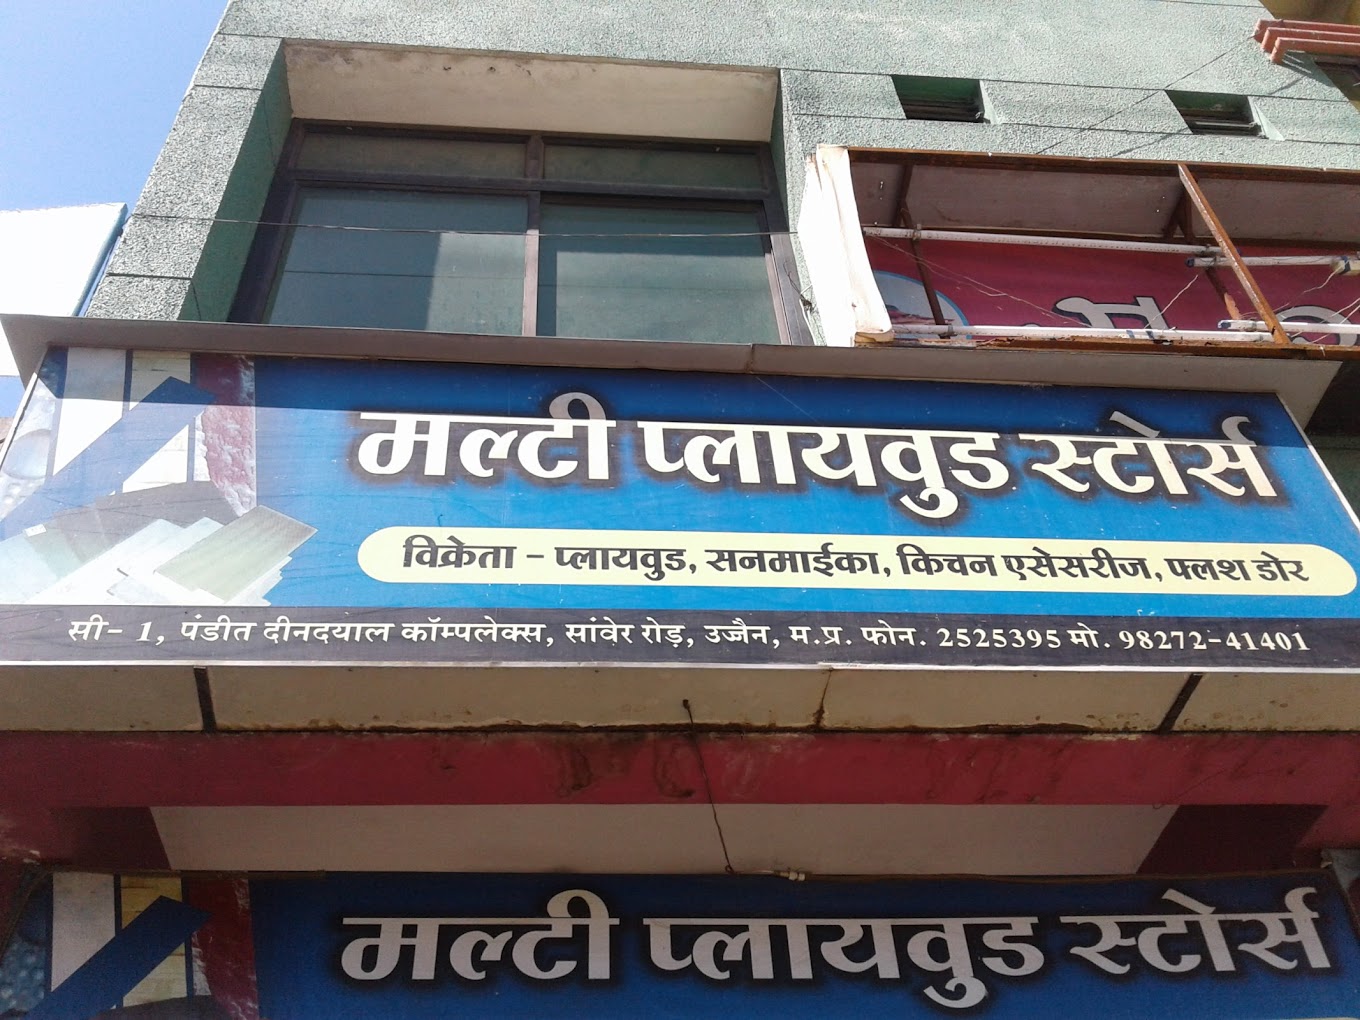 मल्टी प्लायवुड स्टोर्स
विक्रेता - प्लायवुड, सनमाईका, किचन एसेसरीज, फ्लश डोर
सी- 1, पंडीत दीनदयाल कॉम्पलेक्स, सांवेर रोड़, उज्जैन, म.प्र. फोन. 2525395 मो. 98272-41401
मल्टी प्लायवुड स्टोर्स